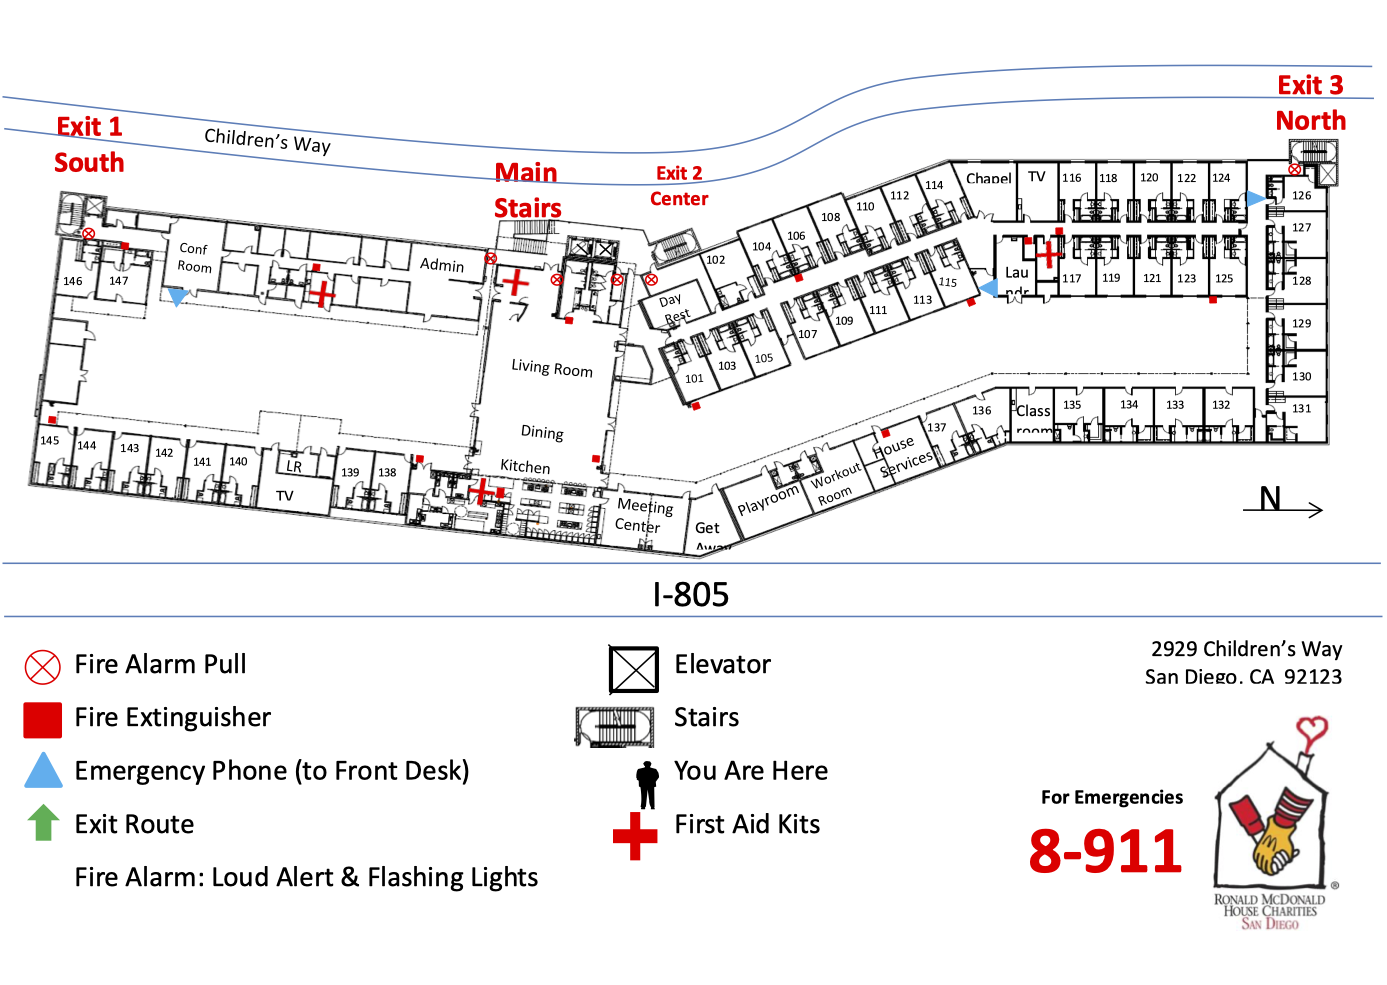 Exit 3
North
Exit 1
South
Children's Way
Main
Stairs
Exit 2
Center
Conf
Room
Admin
146
147
Day
Rest
102
104
106
108
110
112
114
Chapel
TV
116
118
120
122
124
126
127
128
129
130
131
Lau
ndr
117
119
121
123
125
101
103
105
107
109
111
113
115
Living Room
Dining
Kitchen
145
144
143
142
141
140
LR
TV
139
138
Meeting
Center
Get
Away
Playroom
Workout
Room
House
Services
137
136
Class
room
135
134
133
132
N
I-805
Fire Alarm Pull
Fire Extinguisher
Emergency Phone (to Front Desk)
Exit Route
Fire Alarm: Loud Alert & Flashing Lights
Elevator
Stairs
You Are Here
First Aid Kits
2929 Children's Way
San Diego, CA 92123
For Emergencies
8-911
RONALD MCDONALD
HOUSE CHARITIES
SAN DIEGO
®